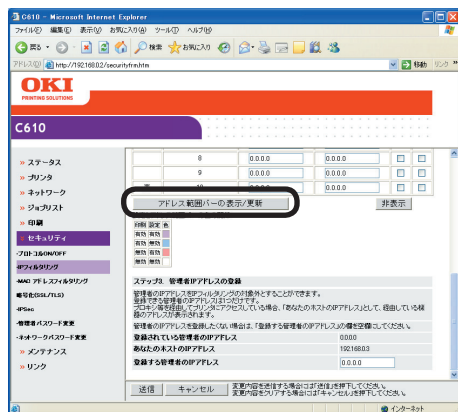 C610 - Microsoft Internet Explorer
ファイル(F) 編集(E) 表示(V) お気に入り(A) ツール(T) ヘルプ(H)
戻る 検索 お気に入り
アドレス(D) http://192.168.0.2/securityfrm.htm 移動 リンク »
OKI
PRINTING SOLUTIONS
C610
» ステータス
» プリンタ
» ネットワーク
» ジョブリスト
» 印刷
» セキュリティ
-プロトコルON/OFF
-IPフィルタリング
-MAC アドレスフィルタリング
-暗号化(SSL/TLS)
-IPSec
-管理者パスワード変更
-ネットワークパスワード変更
» メンテナンス
» リンク
8 0.0.0.0 0.0.0.0
9 0.0.0.0 0.0.0.0
10 0.0.0.0 0.0.0.0
アドレス範囲バーの表示/更新 非表示
印刷 設定 色
有効 有効
有効 無効
無効 有効
無効 無効
ステップ3. 管理者IPアドレスの登録
管理者のIPアドレスをIPフィルタリングの対象外とすることができます。
登録できる管理者のIPアドレスは1つだけです。
プロキシ等を経由してプリンタにアクセスしている場合、「あなたのホストのIPアドレス」として、経由している機
器のアドレスが表示されます。
管理者のIPアドレスを登録したくない場合は、「登録する管理者のIPアドレス」の欄を空欄にしてください。
登録されている管理者のIPアドレス 0.0.0.0
あなたのホストのIPアドレス 192.168.0.3
登録する管理者のIPアドレス 0.0.0.0
送信 キャンセル 変更内容を送信する場合には「送信」を押下してください。
変更内容をクリアする場合には「キャンセル」を押下してください。
インターネット